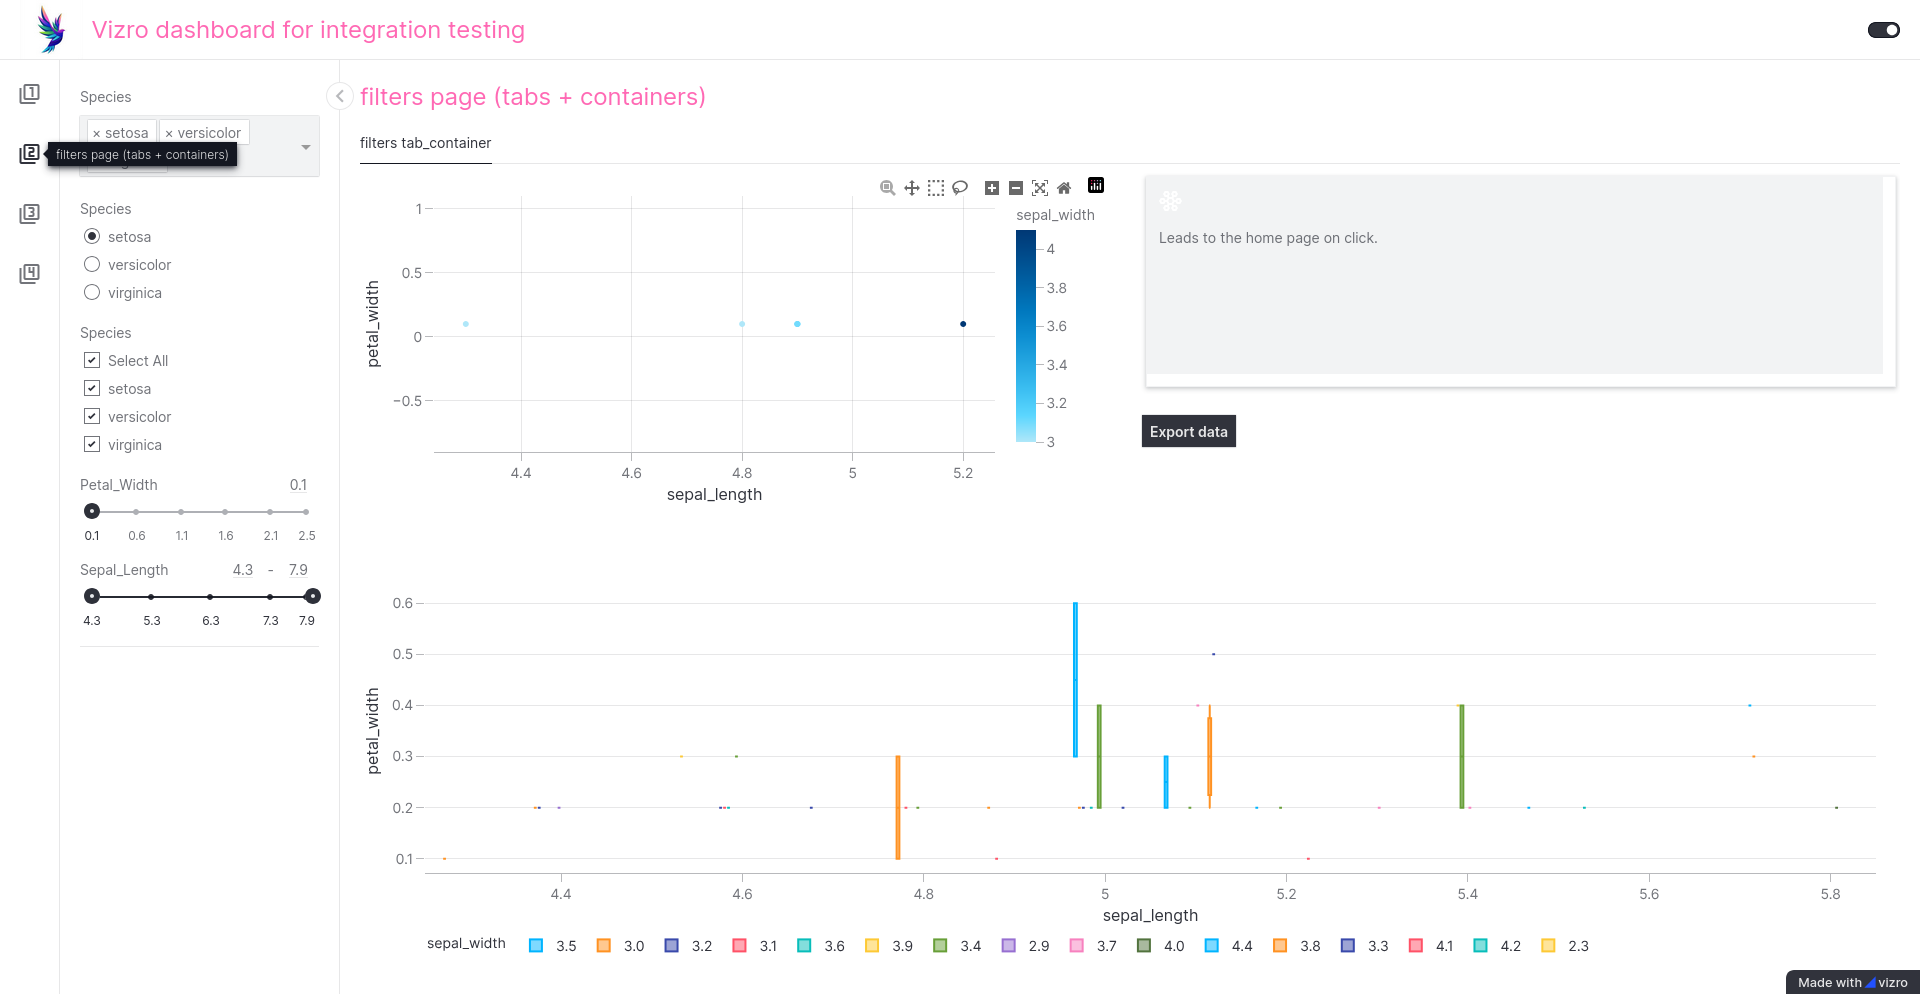 Vizro dashboard for integration testing
1
2
3
4
filters page (tabs + containers)
Species
× setosa
× versicolor
Species
setosa
versicolor
virginica
Species
Select All
setosa
versicolor
virginica
Petal_Width 0.1
0.1 0.6 1.1 1.6 2.1 2.5
Sepal_Length 4.3 - 7.9
4.3 5.3 6.3 7.3 7.9
filters page (tabs + containers)
filters tab_container
petal_width
1
0.5
0
−0.5
4.4 4.6 4.8 5 5.2
sepal_length
sepal_width
4
3.8
3.6
3.4
3.2
3
Leads to the home page on click.
Export data
petal_width
0.6
0.5
0.4
0.3
0.2
0.1
4.4 4.6 4.8 5 5.2 5.4 5.6 5.8
sepal_length
sepal_width 3.5 3.0 3.2 3.1 3.6 3.9 3.4 2.9 3.7 4.0 4.4 3.8 3.3 4.1 4.2 2.3
Made with vizro